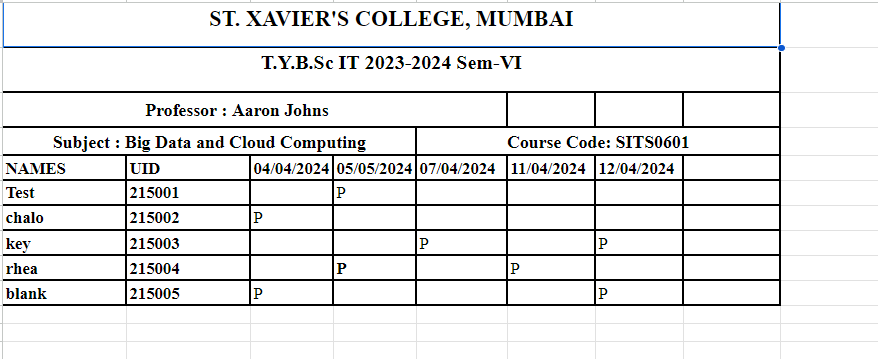 ST. XAVIER'S COLLEGE, MUMBAI
T.Y.B.Sc IT 2023-2024 Sem-VI
Professor : Aaron Johns
Subject : Big Data and Cloud Computing Course Code: SITS0601
NAMES UID 04/04/2024 05/05/2024 07/04/2024 11/04/2024 12/04/2024
Test 215001 P
chalo 215002 P
key 215003 P P
rhea 215004 P P
blank 215005 P P